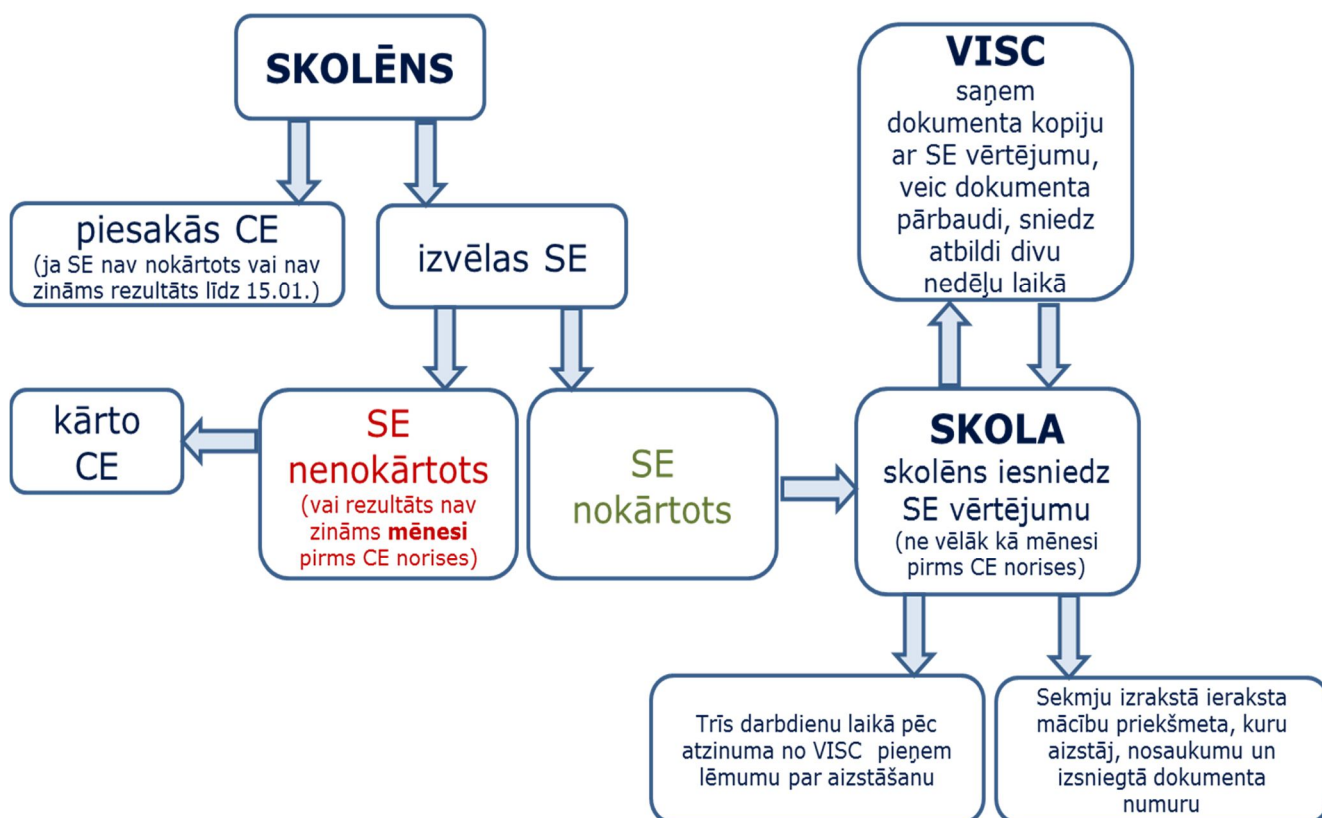 SKOLĒNS
piesakās CE
(ja SE nav nokārtots vai nav
zināms rezultāts līdz 15.01.)
izvēlas SE
kārto
CE
SE
nenokārtots
(vai rezultāts nav
zināms mēnesi
pirms CE norises)
SE
nokārtots
VISC
saņem
dokumenta kopiju
ar SE vērtējumu,
veic dokumenta
pārbaudi, sniedz
atbildi divu
nedēļu laikā
SKOLA
skolēns iesniedz
SE vērtējumu
(ne vēlāk kā mēnesi
pirms CE norises)
Trīs darbdienu laikā pēc
atzinuma no VISC pieņem
lēmumu par aizstāšanu
Sekmju izrakstā ieraksta
mācību priekšmeta, kuru
aizstāj, nosaukumu un
izsniegtā dokumenta
numuru